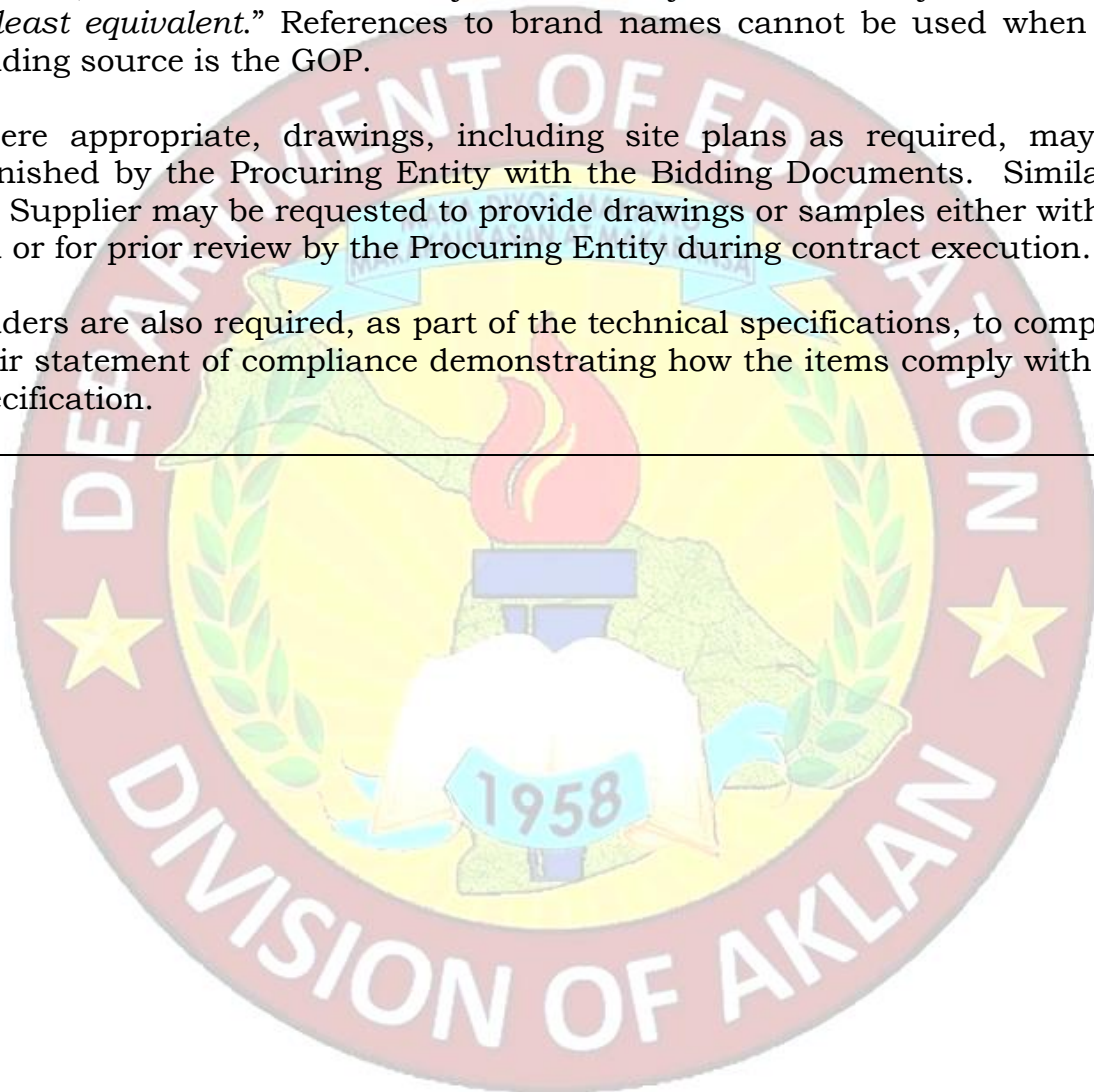 least equivalent.” References to brand names cannot be used when
nding source is the GOP.
ere appropriate, drawings, including site plans as required, may
nished by the Procuring Entity with the Bidding Documents. Simila
Supplier may be requested to provide drawings or samples either with
or for prior review by the Procuring Entity during contract execution.
ders are also required, as part of the technical specifications, to comp
ir statement of compliance demonstrating how the items comply with
ecification.
DEPARTMENT OF EDUCATION
1958
DIVISION OF AKLAN